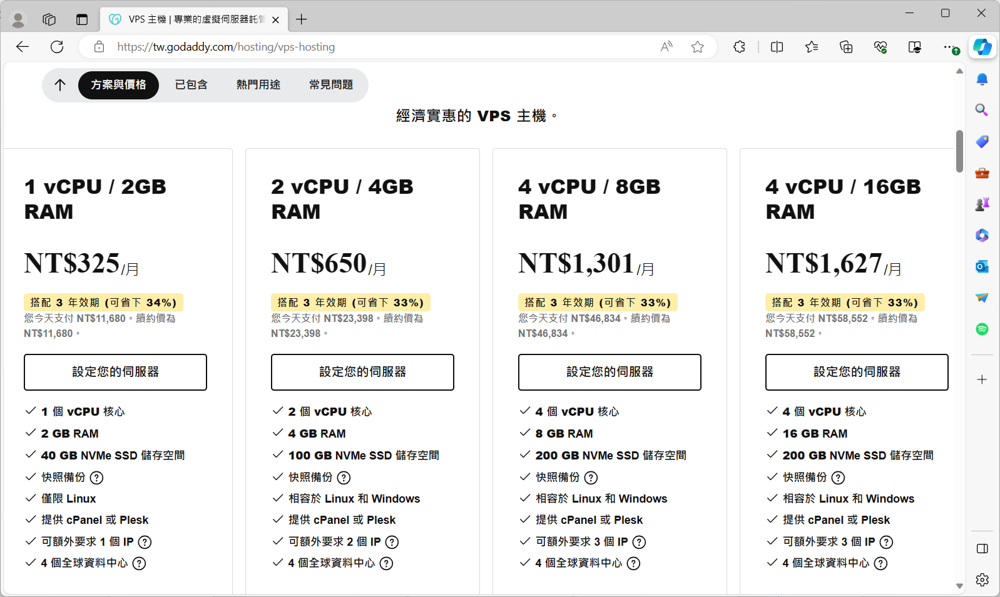 VPS 主機 | 專業的虛擬伺服器託管
https://tw.godaddy.com/hosting/vps-hosting
方案與價格 已包含 熱門用途 常見問題
經濟實惠的 VPS 主機。
1 vCPU / 2GB
RAM
NT$325/月
搭配 3 年效期 (可省下 34%)
您今天支付 NT$11,680。續約價為
NT$11,680。
設定您的伺服器
1 個 vCPU 核心
2 GB RAM
40 GB NVMe SSD 儲存空間
快照備份 ?
僅限 Linux
提供 cPanel 或 Plesk
可額外要求 1 個 IP ?
4 個全球資料中心 ?
2 vCPU / 4GB
RAM
NT$650/月
搭配 3 年效期 (可省下 33%)
您今天支付 NT$23,398。續約價為
NT$23,398。
設定您的伺服器
2 個 vCPU 核心
4 GB RAM
100 GB NVMe SSD 儲存空間
快照備份 ?
相容於 Linux 和 Windows
提供 cPanel 或 Plesk
可額外要求 2 個 IP ?
4 個全球資料中心 ?
4 vCPU / 8GB
RAM
NT$1,301/月
搭配 3 年效期 (可省下 33%)
您今天支付 NT$46,834。續約價為
NT$46,834。
設定您的伺服器
4 個 vCPU 核心
8 GB RAM
200 GB NVMe SSD 儲存空間
快照備份 ?
相容於 Linux 和 Windows
提供 cPanel 或 Plesk
可額外要求 3 個 IP ?
4 個全球資料中心 ?
4 vCPU / 16GB
RAM
NT$1,627/月
搭配 3 年效期 (可省下 33%)
您今天支付 NT$58,552。續約價為
NT$58,552。
設定您的伺服器
4 個 vCPU 核心
16 GB RAM
200 GB NVMe SSD 儲存空間
快照備份 ?
相容於 Linux 和 Windows
提供 cPanel 或 Plesk
可額外要求 3 個 IP ?
4 個全球資料中心 ?